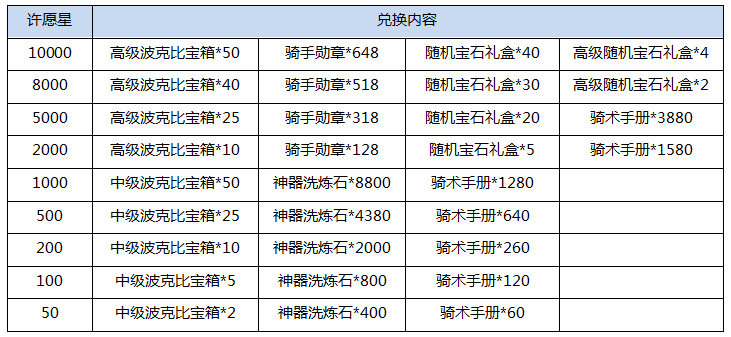 许愿星 兑换内容
10000 高级波克比宝箱*50 骑手勋章*648 随机宝石礼盒*40 高级随机宝石礼盒*4
8000 高级波克比宝箱*40 骑手勋章*518 随机宝石礼盒*30 高级随机宝石礼盒*2
5000 高级波克比宝箱*25 骑手勋章*318 随机宝石礼盒*20 骑术手册*3880
2000 高级波克比宝箱*10 骑手勋章*128 随机宝石礼盒*5 骑术手册*1580
1000 中级波克比宝箱*50 神器洗炼石*8800 骑术手册*1280
500 中级波克比宝箱*25 神器洗炼石*4380 骑术手册*640
200 中级波克比宝箱*10 神器洗炼石*2000 骑术手册*260
100 中级波克比宝箱*5 神器洗炼石*800 骑术手册*120
50 中级波克比宝箱*2 神器洗炼石*400 骑术手册*60